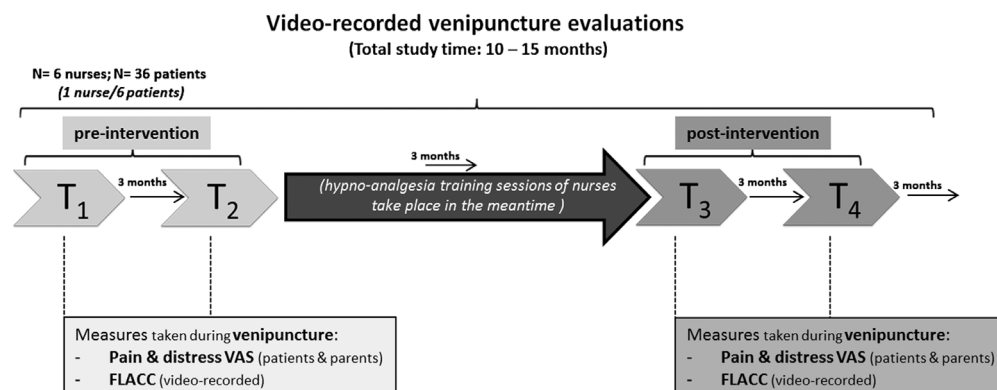 Video-recorded venipuncture evaluations
(Total study time: 10 – 15 months)
N= 6 nurses; N= 36 patients
(1 nurse/6 patients)
pre-intervention
post-intervention
T1
3 months
T2
3 months
(hypno-analgesia training sessions of nurses
take place in the meantime )
T3
3 months
T4
3 months
Measures taken during venipuncture:
- Pain & distress VAS (patients & parents)
- FLACC (video-recorded)
Measures taken during venipuncture:
- Pain & distress VAS (patients & parents)
- FLACC (video-recorded)